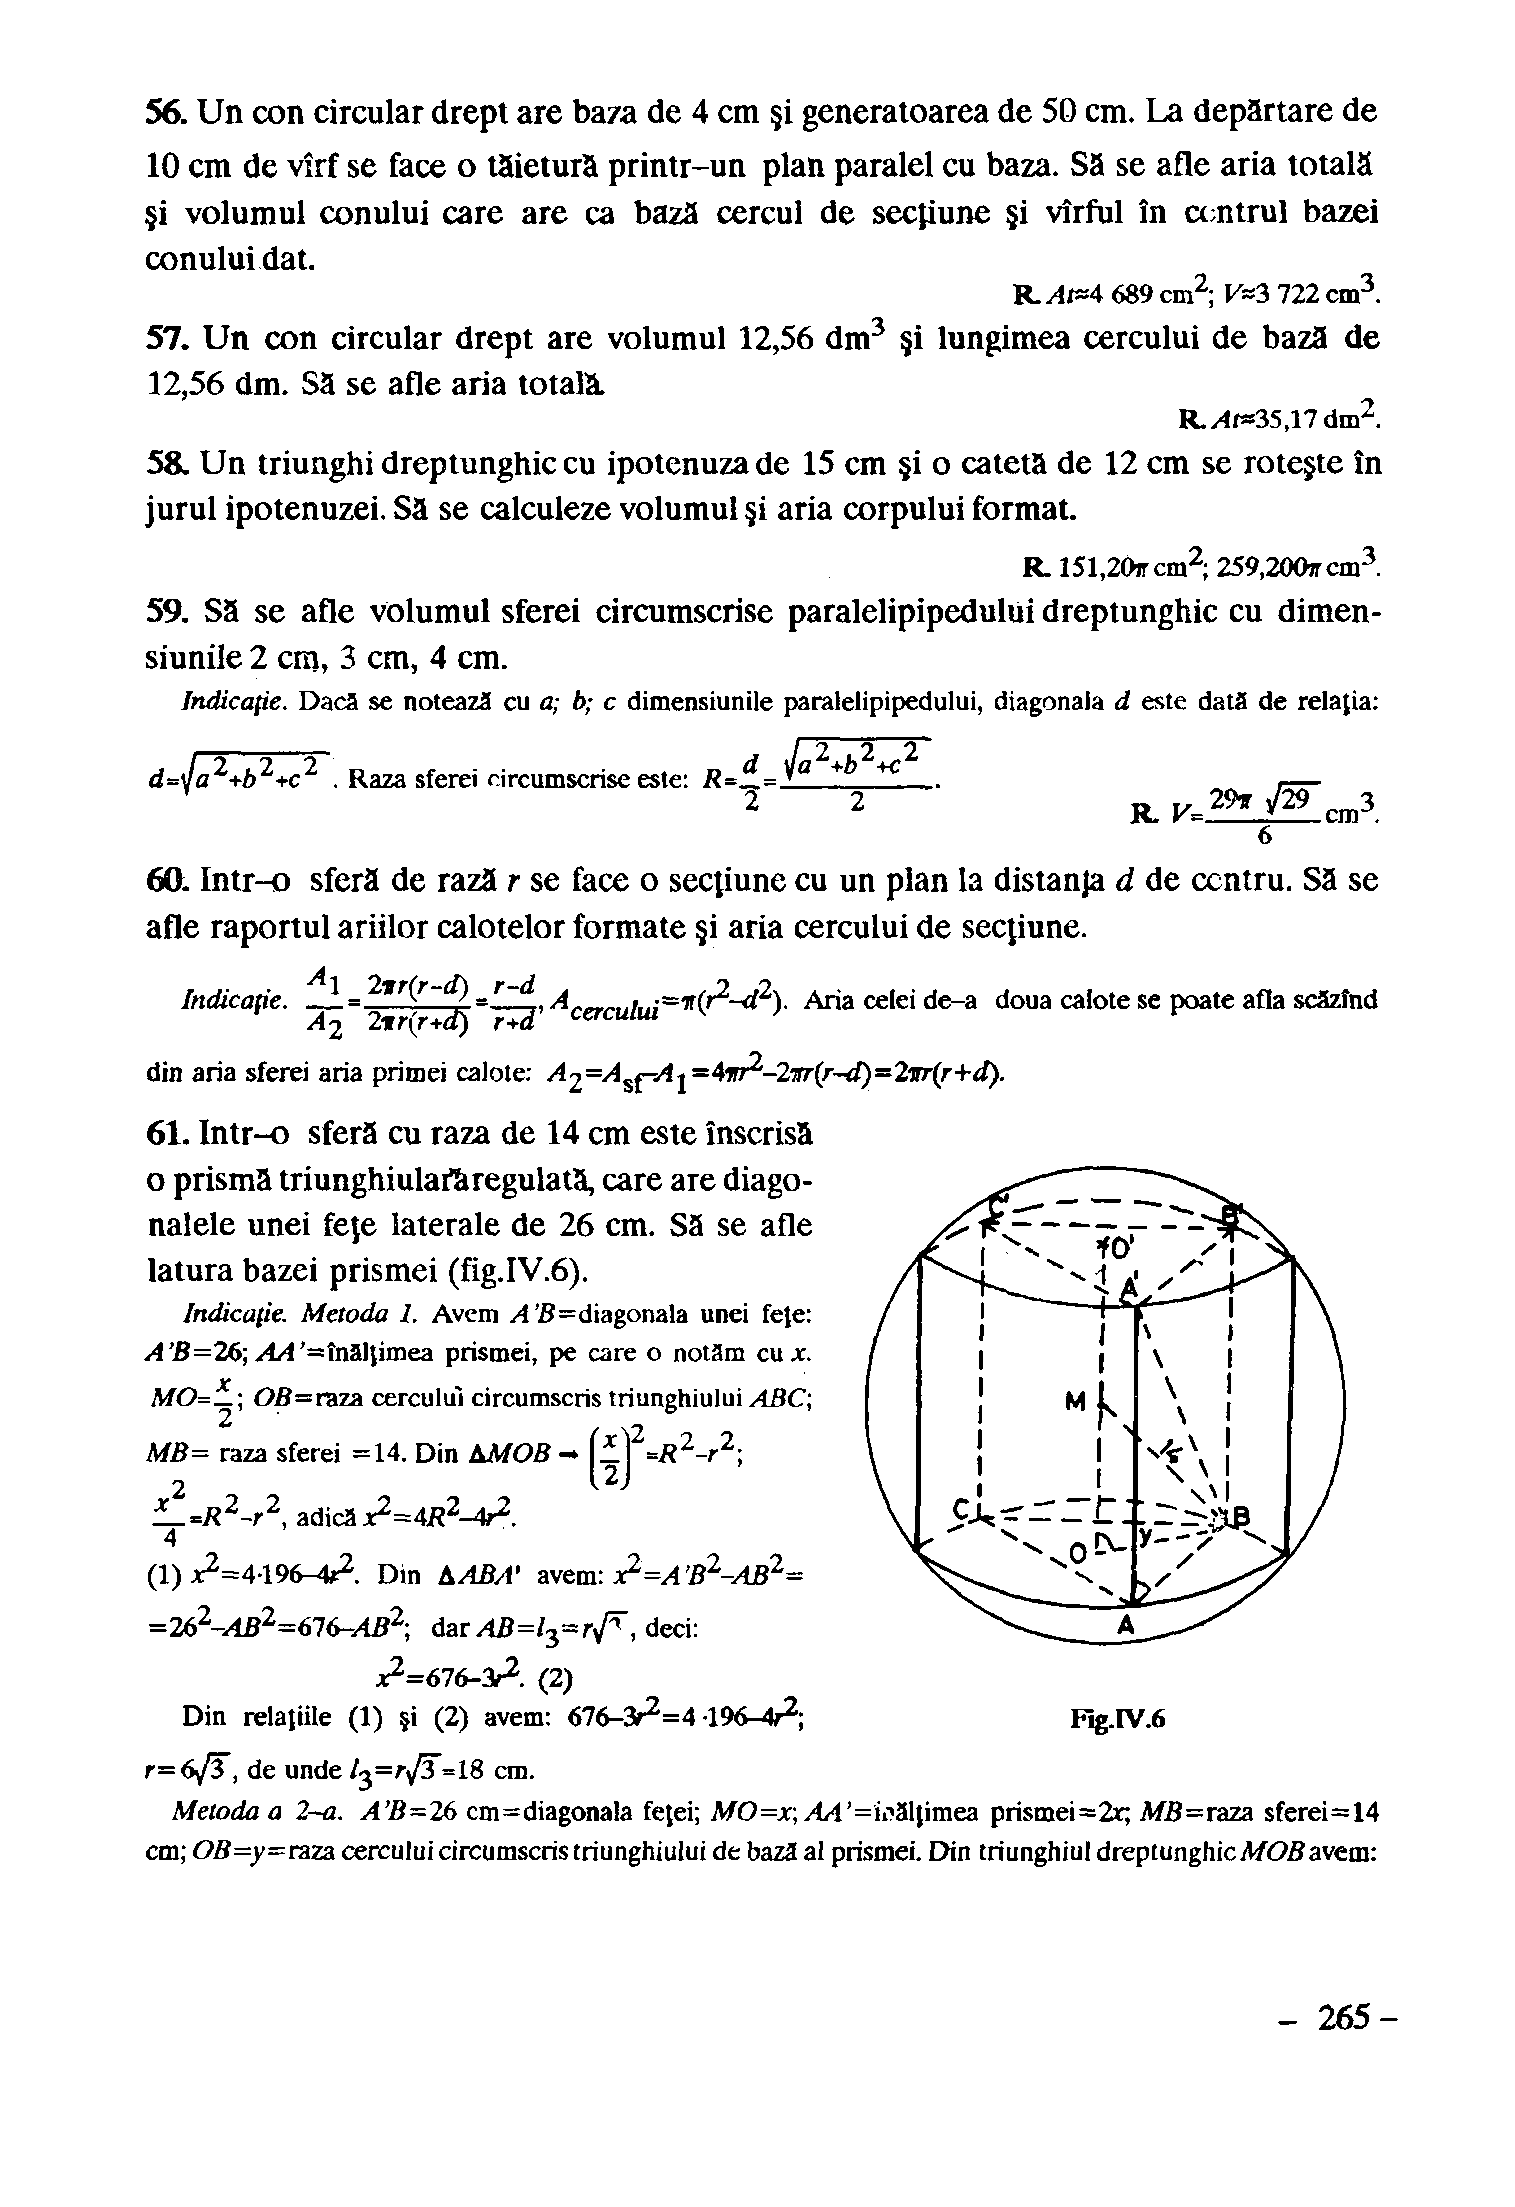 56. Un con circular drept are baza de 4 cm şi generatoarea de 50 cm. La depărtare de
10 cm de vîrf se face o tăietură printr-un plan paralel cu baza. Să se afle aria totală
şi volumul conului care are ca bază cercul de secţiune şi vîrful în centrul bazei
conului dat.
R. At≈4 689 cm²; V≈3 722 cm³.
57. Un con circular drept are volumul 12,56 dm³ şi lungimea cercului de bază de
12,56 dm. Să se afle aria totală.
R. At≈35,17 dm².
58. Un triunghi dreptunghic cu ipotenuza de 15 cm şi o catetă de 12 cm se roteşte în
jurul ipotenuzei. Să se calculeze volumul şi aria corpului format.
R. 151,20π cm²; 259,200π cm³.
59. Să se afle volumul sferei circumscrise paralelipipedului dreptunghic cu dimen-
siunile 2 cm, 3 cm, 4 cm.
Indicaţie. Dacă se notează cu a; b; c dimensiunile paralelipipedului, diagonala d este dată de relaţia:
d=√(a²+b²+c²). Raza sferei circumscrise este: R=d/2=√(a²+b²+c²)/2.
R. V=29π √29/6 cm³.
60. Intr-o sferă de rază r se face o secţiune cu un plan la distanţa d de centru. Să se
afle raportul ariilor calotelor formate şi aria cercului de secţiune.
Indicaţie. A₁/A₂=2πr(r-d)/2πr(r+d)=r-d/r+d, A cercului=π(r²-d²). Aria celei de-a doua calote se poate afla scăzînd
din aria sferei aria primei calote: A₂=Asf-A₁=4πr²-2πr(r-d)=2πr(r+d).
61. Intr-o sferă cu raza de 14 cm este înscrisă
o prismă triunghiulară regulată, care are diago-
nalele unei feţe laterale de 26 cm. Să se afle
latura bazei prismei (fig.IV.6).
Indicaţie. Metoda 1. Avem A'B=diagonala unei feţe:
A'B=26; AA'=înălţimea prismei, pe care o notăm cu x.
MO=x/2; OB=raza cercului circumscris triunghiului ABC;
MB= raza sferei =14. Din ΔMOB → (x/2)²=R²-r²;
x²/4=R²-r², adică x²=4R²-4r².
(1) x²=4·196-4r². Din ΔABA' avem: x²=A'B²-AB²=
=26²-AB²=676-AB²; dar AB=l₃=r√3, deci:
x²=676-3r². (2)
Din relaţiile (1) şi (2) avem: 676-3r²=4·196-4r²;
r=6√3, de unde l₃=r√3=18 cm.
C' B'
O'
A'
M
14
C B
O y
A
Fig.IV.6
Metoda a 2-a. A'B=26 cm=diagonala feţei; MO=x; AA'=înălţimea prismei=2x; MB=raza sferei=14
cm; OB=y=raza cercului circumscris triunghiului de bază al prismei. Din triunghiul dreptunghic MOB avem:
- 265 -